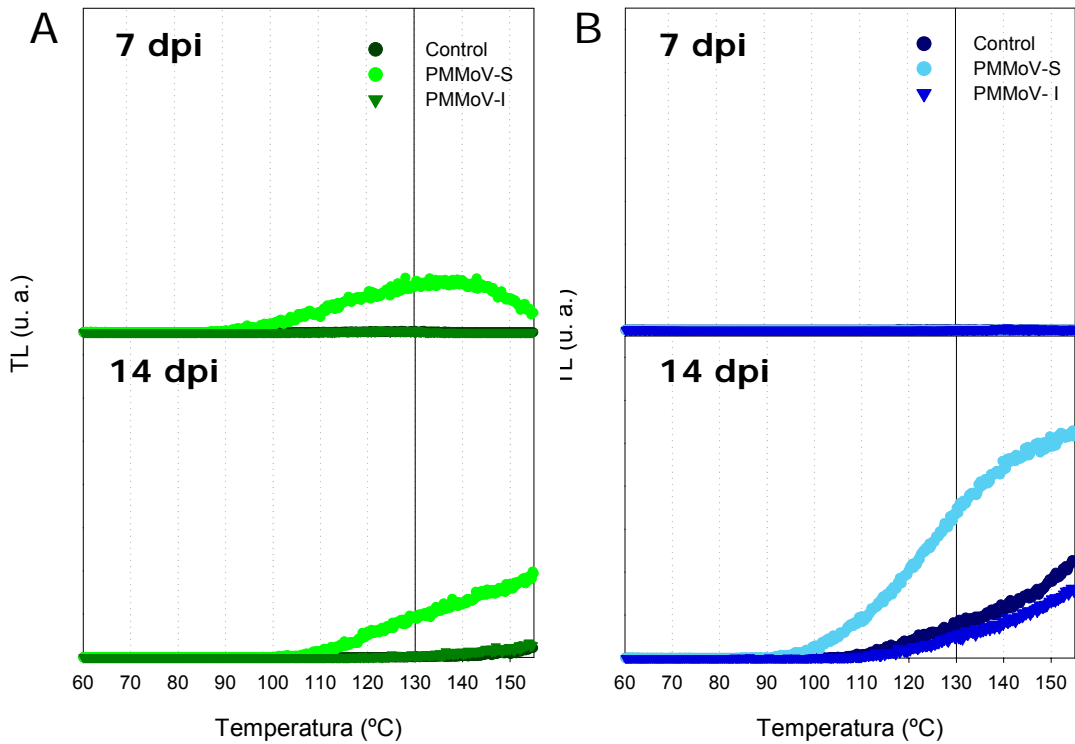 A
7 dpi
Control
PMMoV-S
PMMoV-I
TL (u. a.)
14 dpi
60 70 80 90 100 110 120 130 140 150
Temperatura (ºC)
B
7 dpi
Control
PMMoV-S
PMMoV- I
TL (u. a.)
14 dpi
60 70 80 90 100 110 120 130 140 150
Temperatura (ºC)